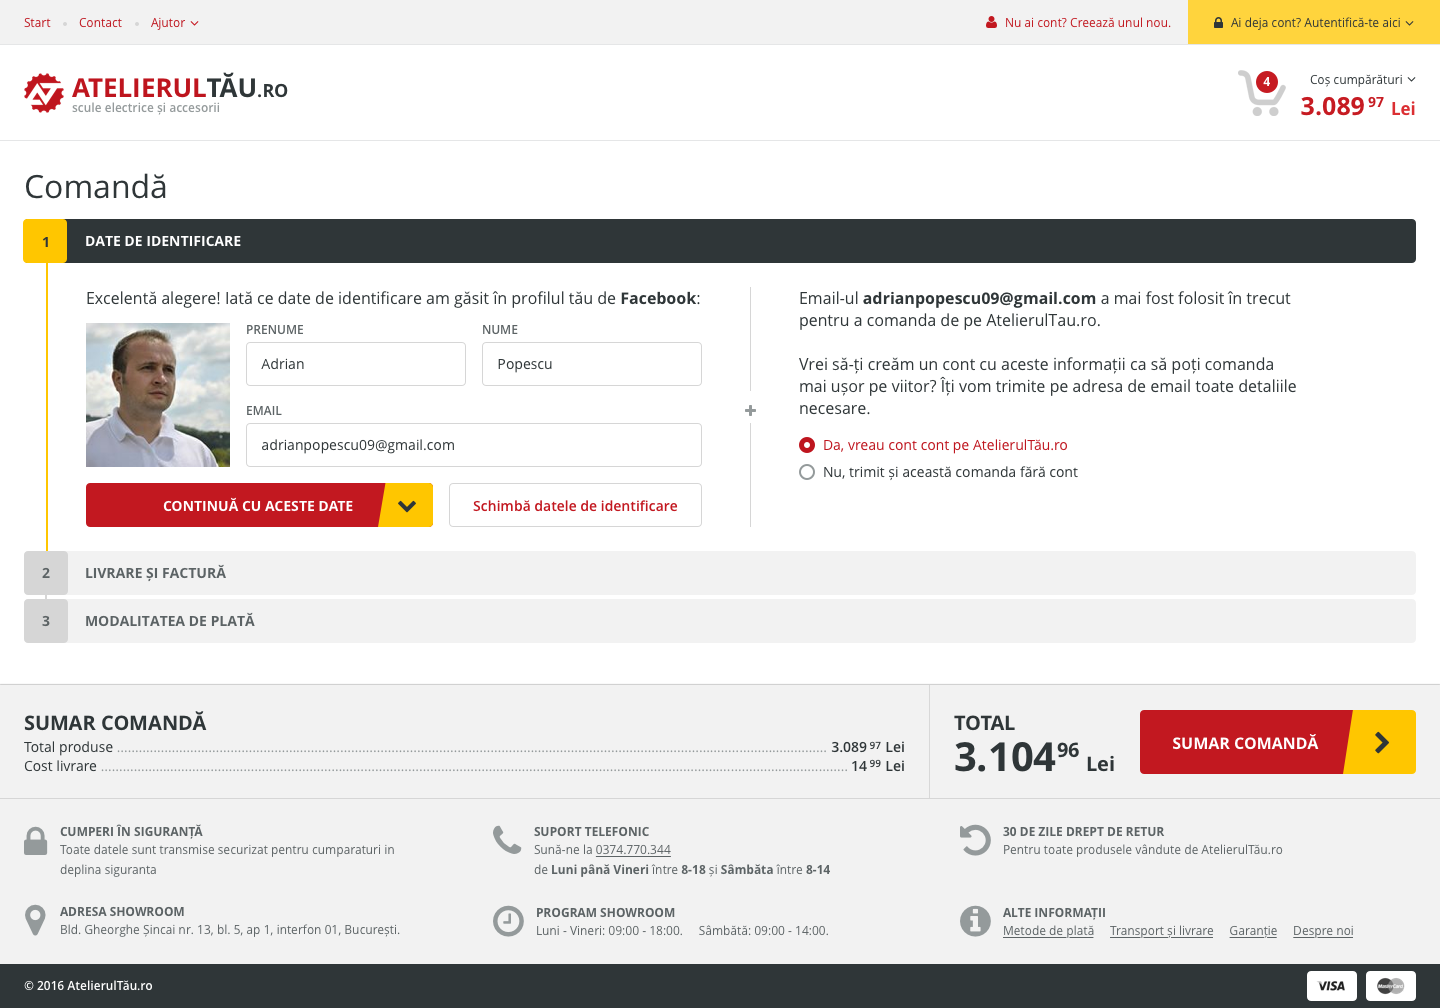 Start
Contact
Ajutor
Nu ai cont? Creează unul nou.
Ai deja cont? Autentifică-te aici
ATELIERULTĂU.RO
scule electrice și accesorii
4
Coș cumpărături
3.089 97 Lei
Comandă
1
DATE DE IDENTIFICARE
Excelentă alegere! Iată ce date de identificare am găsit în profilul tău de Facebook:
PRENUME
NUME
Adrian
Popescu
EMAIL
adrianpopescu09@gmail.com
CONTINUĂ CU ACESTE DATE
Schimbă datele de identificare
Email-ul adrianpopescu09@gmail.com a mai fost folosit în trecut
pentru a comanda de pe AtelierulTau.ro.
Vrei să-ți creăm un cont cu aceste informații ca să poți comanda
mai ușor pe viitor? Îți vom trimite pe adresa de email toate detaliile
necesare.
Da, vreau cont cont pe AtelierulTău.ro
Nu, trimit și această comanda fără cont
2
LIVRARE ȘI FACTURĂ
3
MODALITATEA DE PLATĂ
SUMAR COMANDĂ
Total produse 3.089 97 Lei
Cost livrare 14 99 Lei
TOTAL
3.104 96 Lei
SUMAR COMANDĂ
CUMPERI ÎN SIGURANȚĂ
Toate datele sunt transmise securizat pentru cumparaturi in
deplina siguranta
SUPORT TELEFONIC
Sună-ne la 0374.770.344
de Luni până Vineri între 8-18 și Sâmbăta între 8-14
30 DE ZILE DREPT DE RETUR
Pentru toate produsele vândute de AtelierulTău.ro
ADRESA SHOWROOM
Bld. Gheorghe Șincai nr. 13, bl. 5, ap 1, interfon 01, București.
PROGRAM SHOWROOM
Luni - Vineri: 09:00 - 18:00. Sâmbătă: 09:00 - 14:00.
ALTE INFORMAȚII
Metode de plată Transport și livrare Garanție Despre noi
© 2016 AtelierulTău.ro
VISA
MasterCard